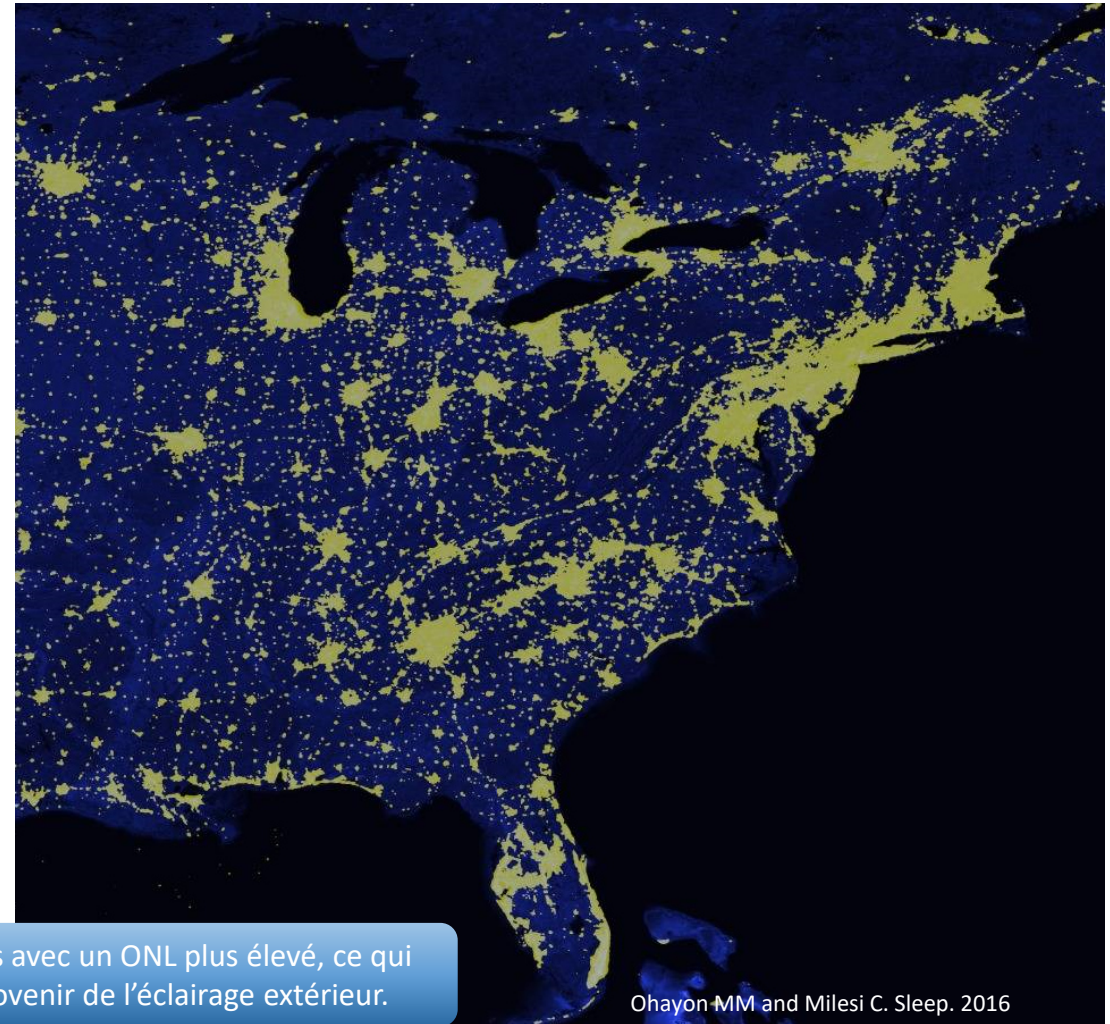 s avec un ONL plus élevé, ce qui
ovenir de l’éclairage extérieur.
Ohayon MM and Milesi C. Sleep. 2016